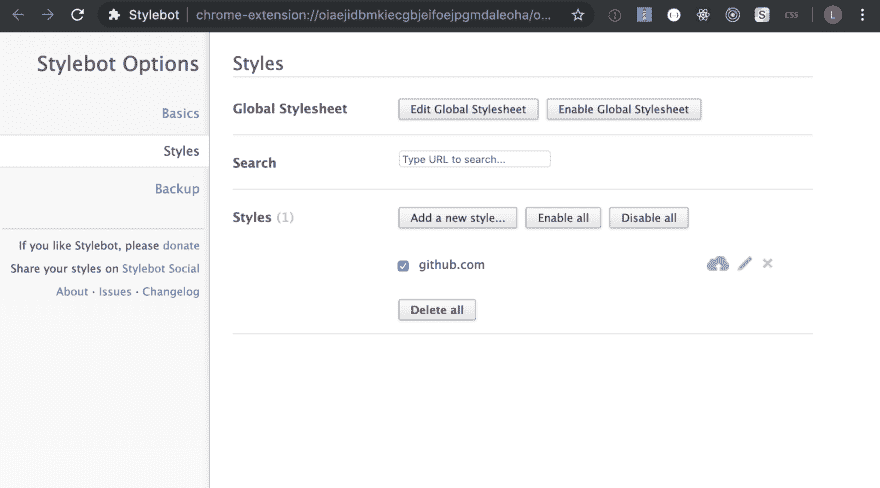 Stylebot chrome-extension://oiaejidbmkiecgbjeifoejpgmdaleoha/o... S CSS L
Stylebot Options
Basics
Styles
Backup
If you like Stylebot, please donate
Share your styles on Stylebot Social
About · Issues · Changelog
Styles
Global Stylesheet Edit Global Stylesheet Enable Global Stylesheet
Search Type URL to search...
Styles (1) Add a new style... Enable all Disable all
github.com
Delete all